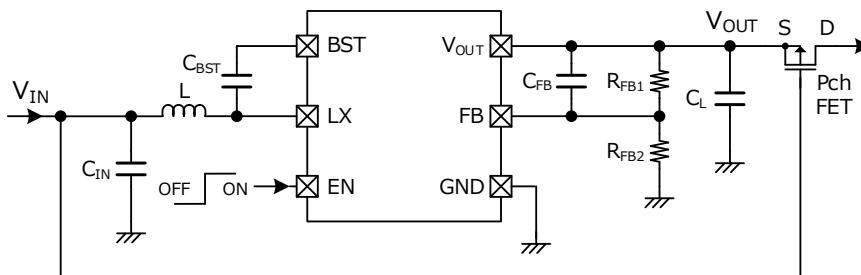 BST
V_OUT
V_OUT
S
D
C_BST
L
V_IN
LX
FB
C_FB
R_FB1
C_L
Pch
FET
C_IN
OFF
ON
EN
GND
R_FB2